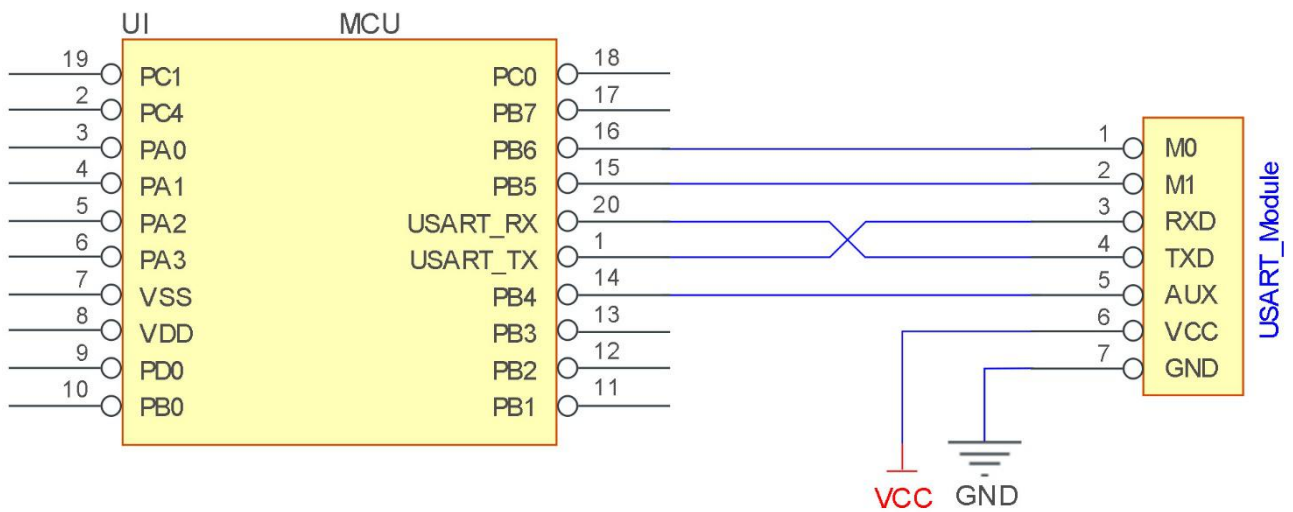 UI MCU
19 PC1 PC0 18
2 PC4 PB7 17
3 PA0 PB6 16 1 M0
4 PA1 PB5 15 2 M1
5 PA2 USART_RX 20 3 RXD
6 PA3 USART_TX 1 4 TXD
7 VSS PB4 14 5 AUX
8 VDD PB3 13 6 VCC
9 PD0 PB2 12 7 GND
10 PB0 PB1 11
USART_Module
VCC GND